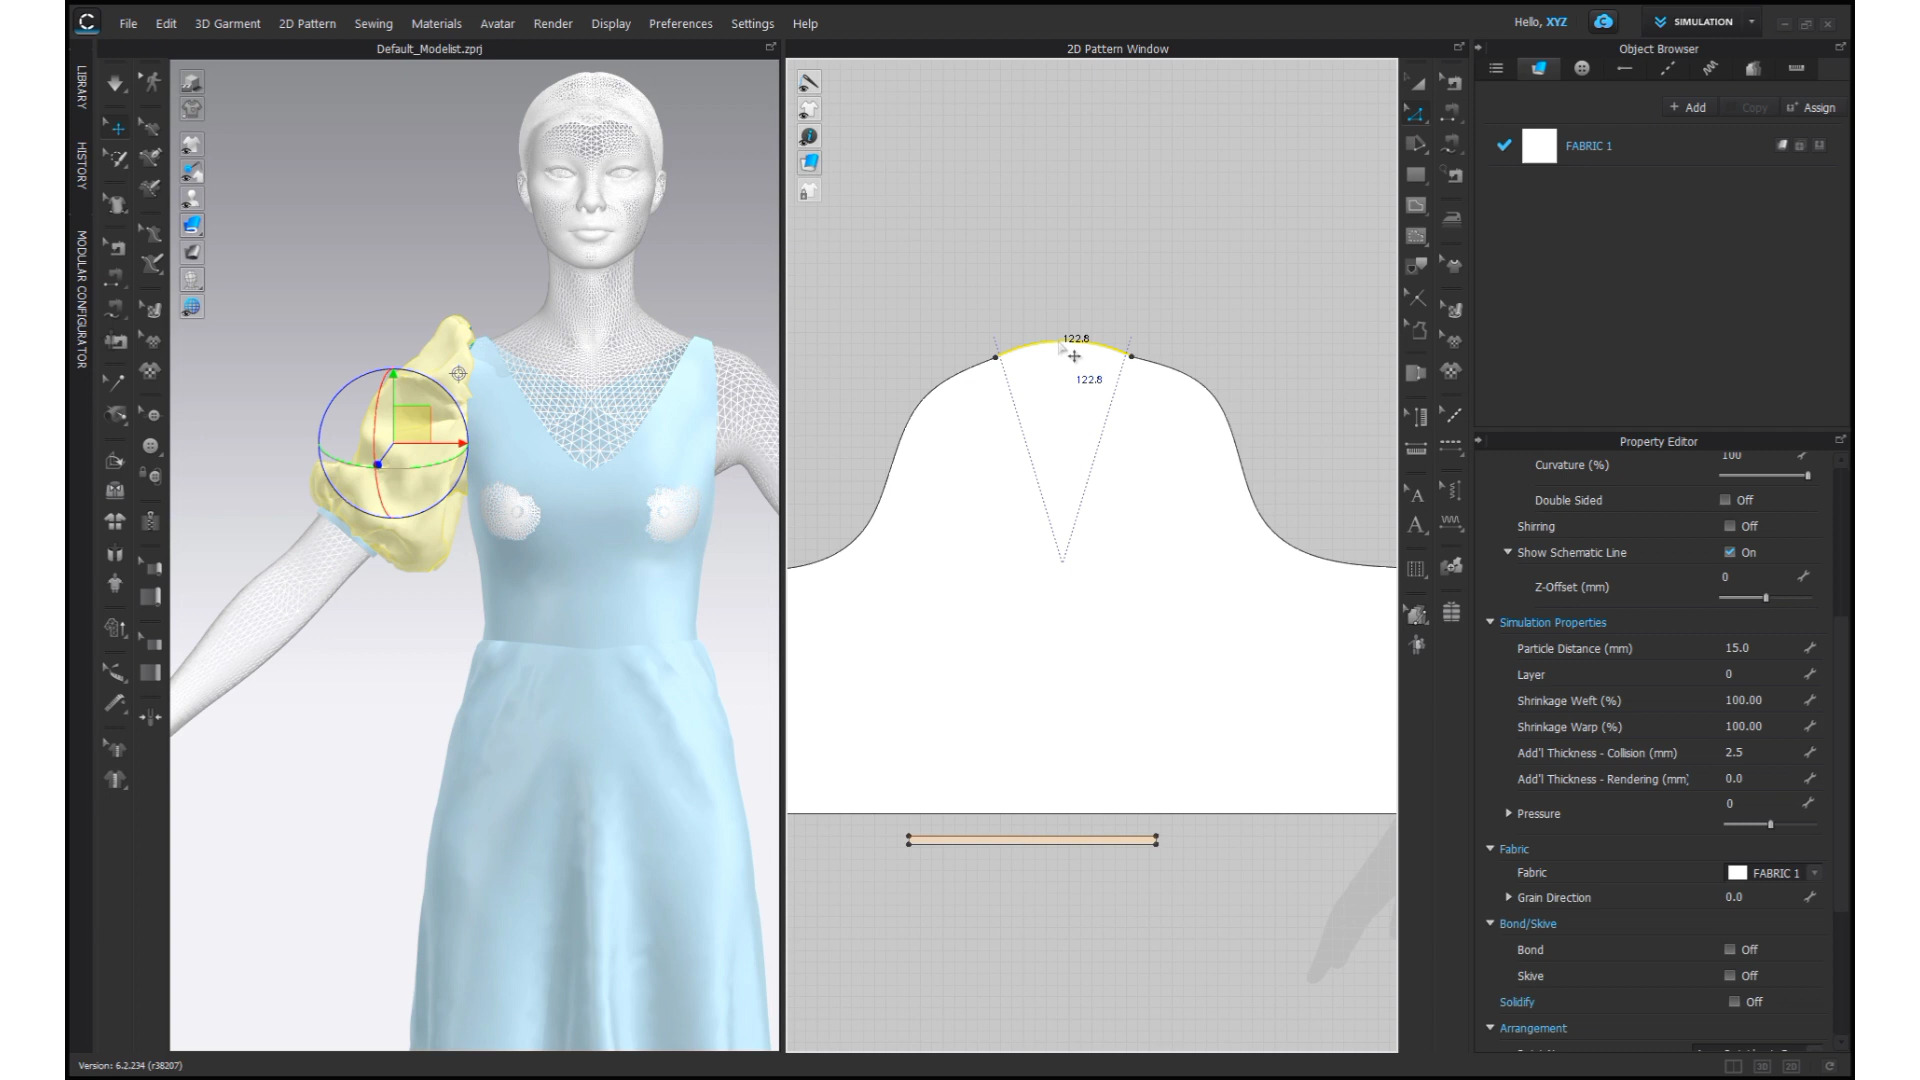 File Edit 3D Garment 2D Pattern Sewing Materials Avatar Render Display Preferences Settings Help
Hello, XYZ
SIMULATION
Default_Modelist.zprj
2D Pattern Window
Object Browser
LIBRARY
HISTORY
MODULAR CONFIGURATOR
+ Add
Copy
Assign
FABRIC 1
122.8
122.8
Property Editor
Curvature (%) 100
Double Sided Off
Shirring Off
Show Schematic Line On
Z-Offset (mm) 0
Simulation Properties
Particle Distance (mm) 15.0
Layer 0
Shrinkage Weft (%) 100.00
Shrinkage Warp (%) 100.00
Add'l Thickness - Collision (mm) 2.5
Add'l Thickness - Rendering (mm) 0.0
Pressure 0
Fabric
Fabric FABRIC 1
Grain Direction 0.0
Bond/Skive
Bond Off
Skive Off
Solidify Off
Arrangement
Version: 6.2.234 (r38207)
3D 2D